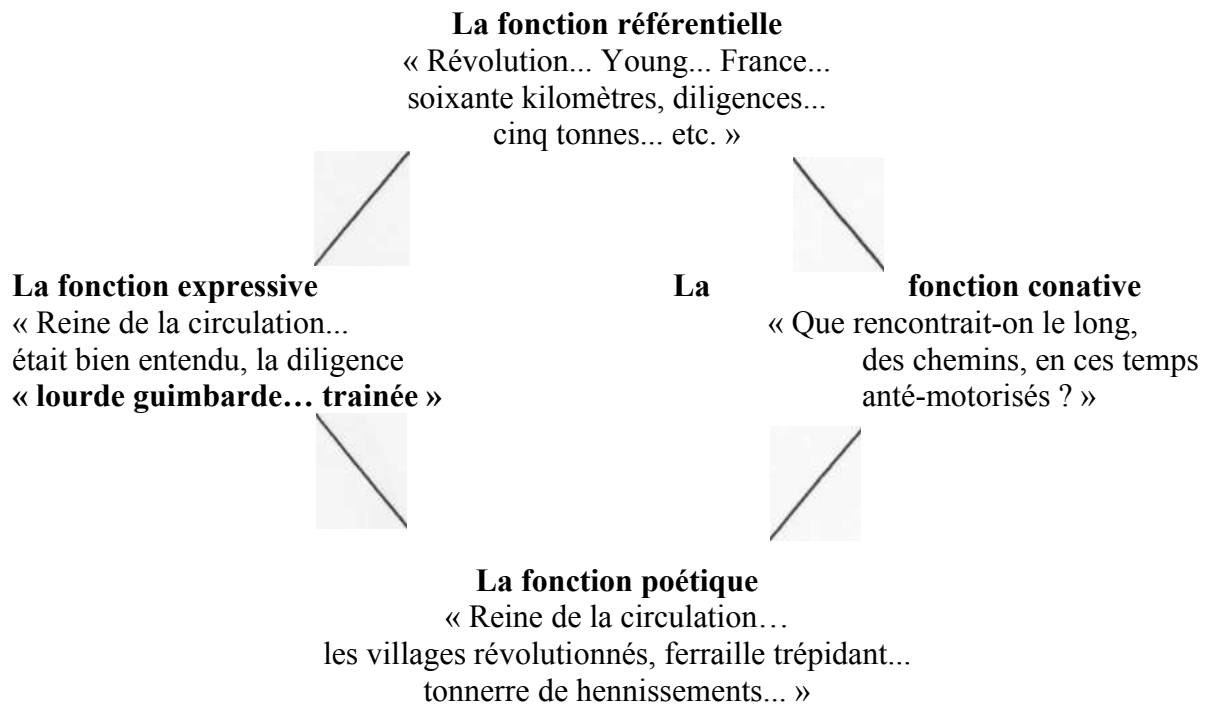 La fonction référentielle
« Révolution... Young... France...
soixante kilomètres, diligences...
cinq tonnes... etc. »
La fonction expressive
« Reine de la circulation...
était bien entendu, la diligence
« lourde guimbarde… trainée »
La fonction conative
« Que rencontrait-on le long,
des chemins, en ces temps
anté-motorisés ? »
La fonction poétique
« Reine de la circulation…
les villages révolutionnés, ferraille trépidant...
tonnerre de hennissements... »